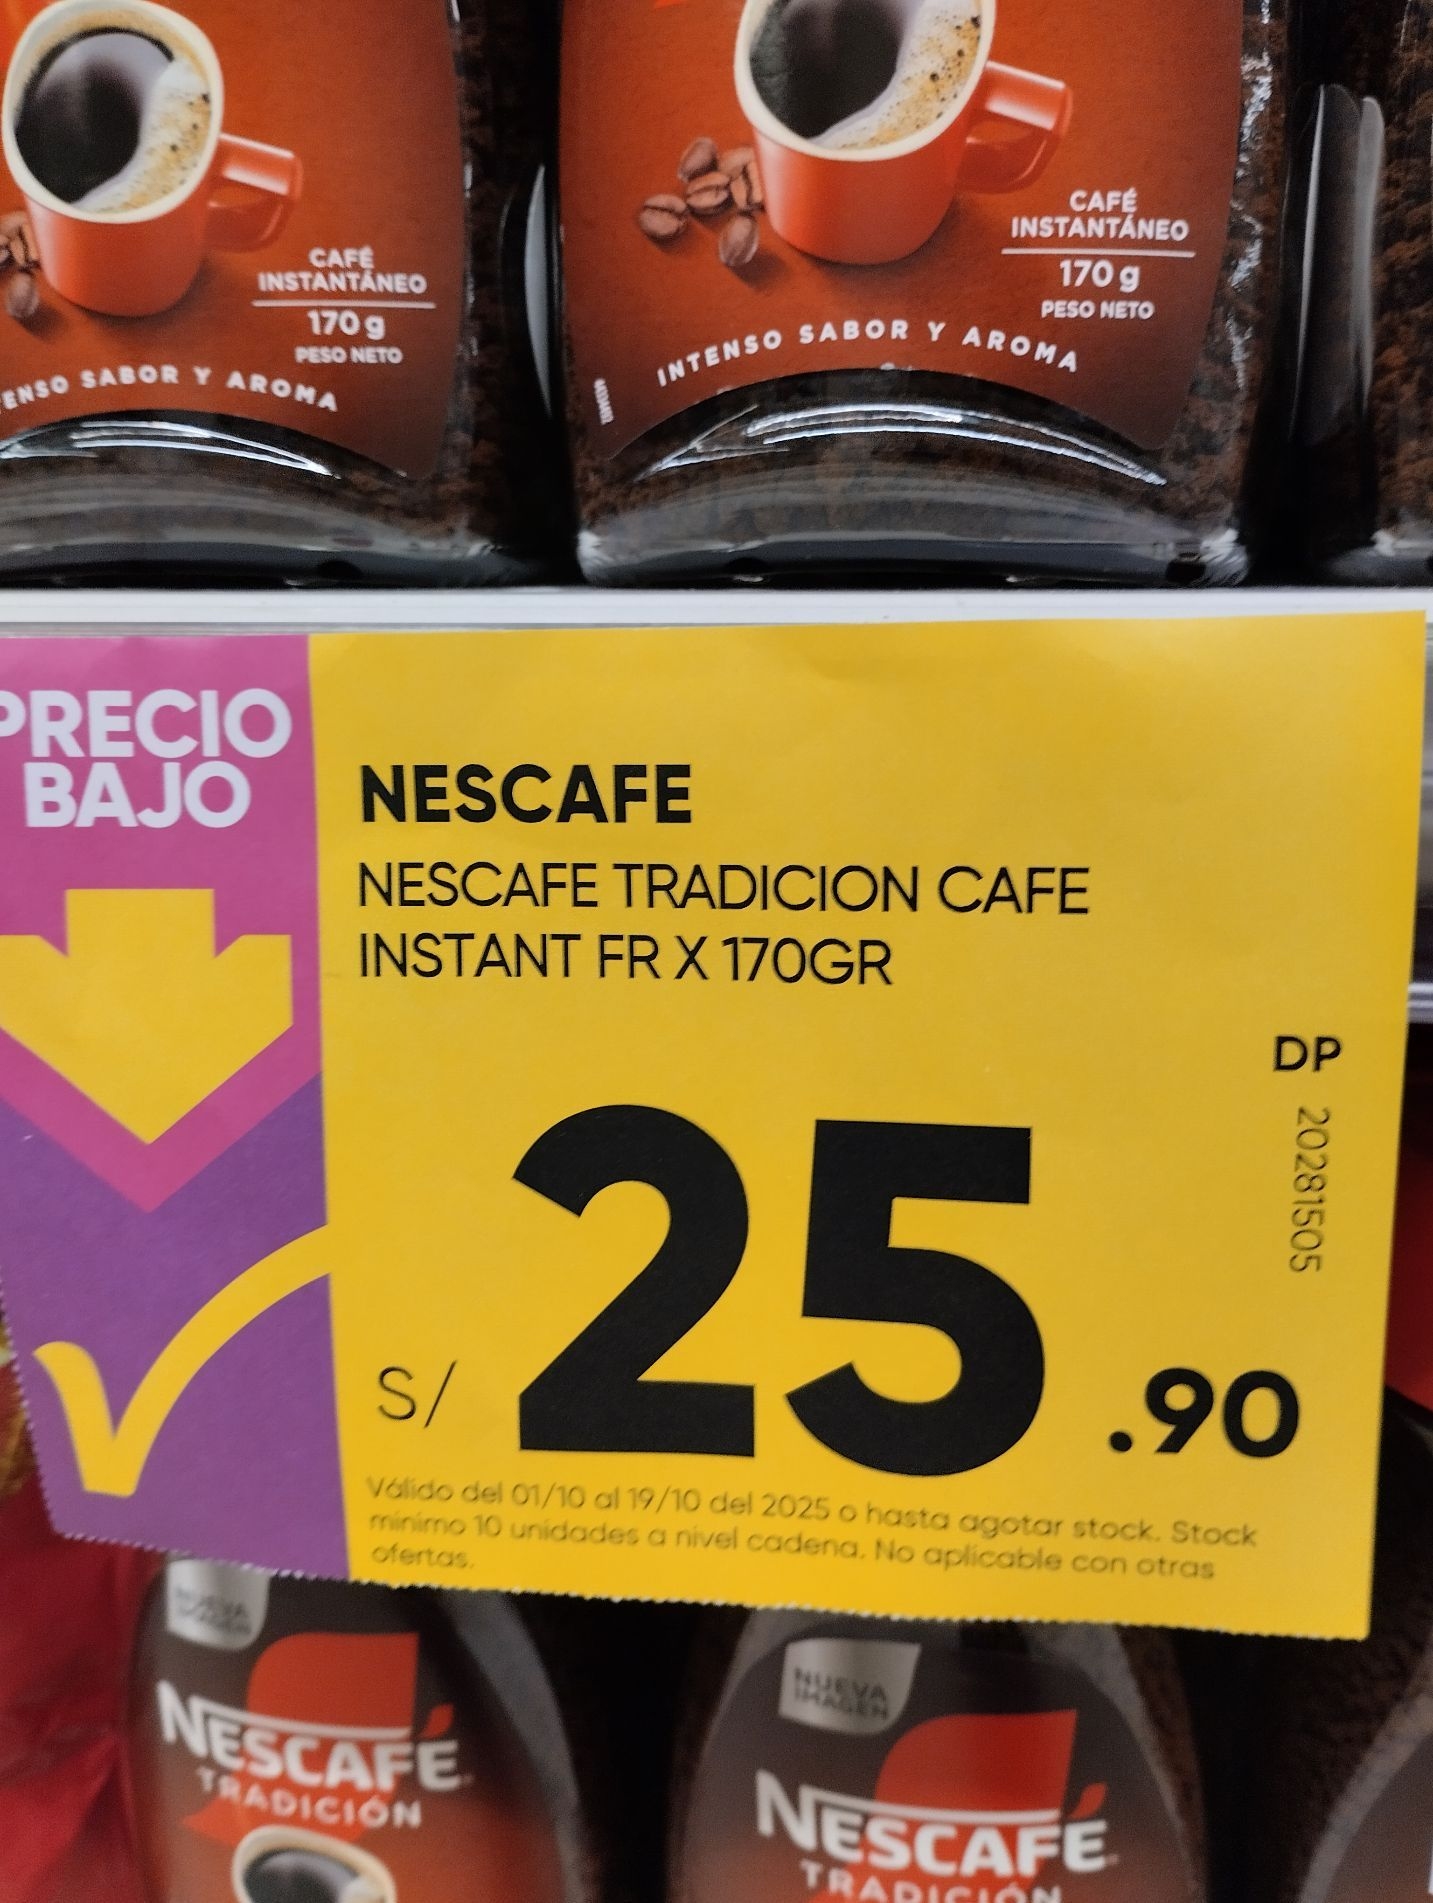 CAFÉ
INSTANTÁNEO
170 g
PESO NETO
INTENSO SABOR Y AROMA
CAFÉ
INSTANTÁNEO
170 g
PESO NETO
SABOR Y AROMA
PRECIO
BAJO
NESCAFE
NESCAFE TRADICION CAFE
INSTANT FR X 170GR
DP
20281505
S/ 25.90
Válido del 01/10 al 19/10 del 2025 o hasta agotar stock. Stock
mínimo 10 unidades a nivel cadena. No aplicable con otras
ofertas.
NUEVA
IMAGEN
NESCAFÉ
TRADICIÓN
NUEVA
IMAGEN
NESCAFÉ
TRADICIÓN